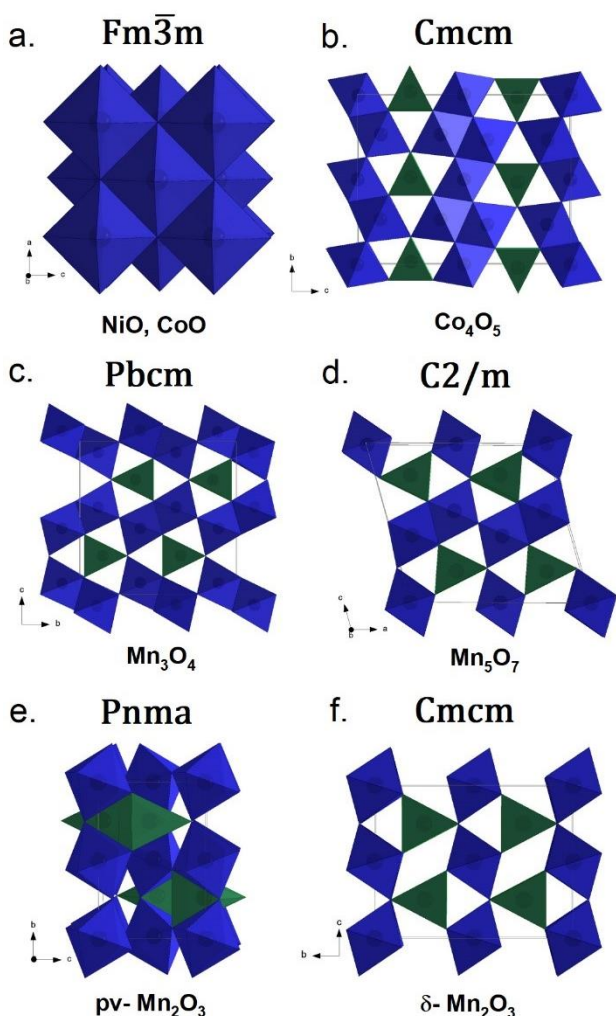 a. Fm3̅m
a
b
c
NiO, CoO
b. Cmcm
b
a
c
Co₄O₅
c. Pbcm
c
a
b
Mn₃O₄
d. C2/m
c
b
a
Mn₅O₇
e. Pnma
b
a
c
pv- Mn₂O₃
f. Cmcm
c
b
a
δ- Mn₂O₃